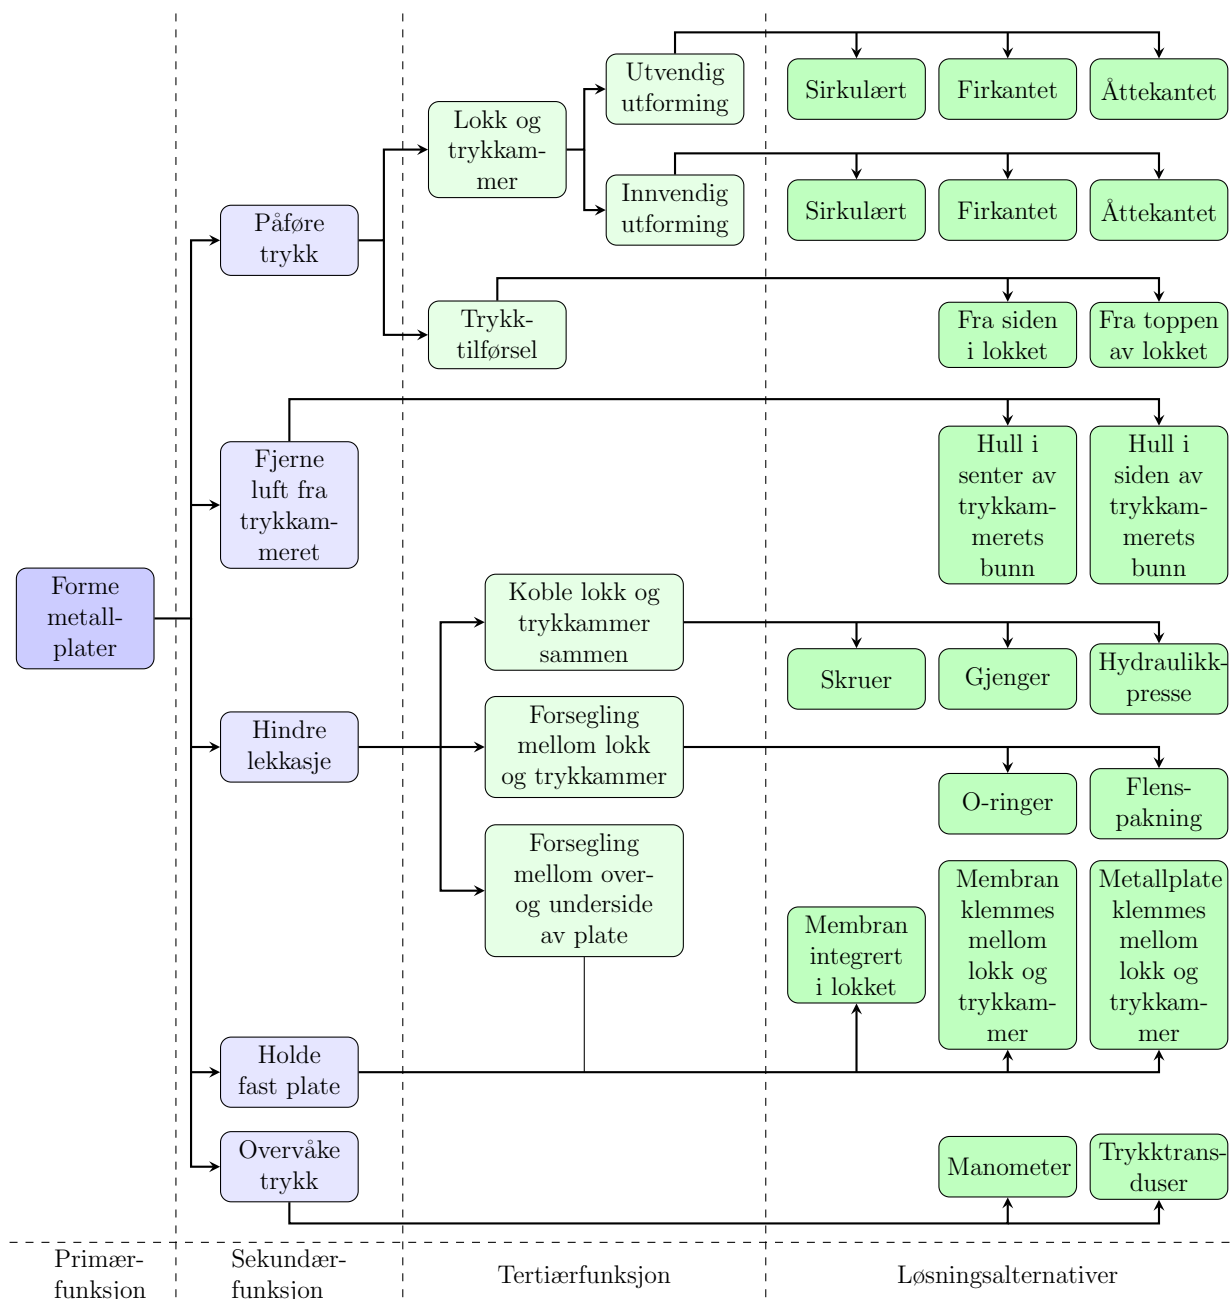 Utvendig
utforming
Sirkulært
Firkantet
Åttekantet
Lokk og
trykkam-
mer
Innvendig
utforming
Sirkulært
Firkantet
Åttekantet
Påføre
trykk
Trykk-
tilførsel
Fra siden
i lokket
Fra toppen
av lokket
Fjerne
luft fra
trykkam-
meret
Hull i
senter av
trykkam-
merets
bunn
Hull i
siden av
trykkam-
merets
bunn
Forme
metall-
plater
Koble lokk og
trykkammer
sammen
Skruer
Gjenger
Hydraulikk-
presse
Hindre
lekkasje
Forsegling
mellom lokk
og trykkammer
O-ringer
Flens-
pakning
Forsegling
mellom over-
og underside
av plate
Membran
integrert
i lokket
Membran
klemmes
mellom
lokk og
trykkam-
mer
Metallplate
klemmes
mellom
lokk og
trykkam-
mer
Holde
fast plate
Overvåke
trykk
Manometer
Trykktrans-
duser
Primær-
funksjon
Sekundær-
funksjon
Tertiærfunksjon
Løsningsalternativer